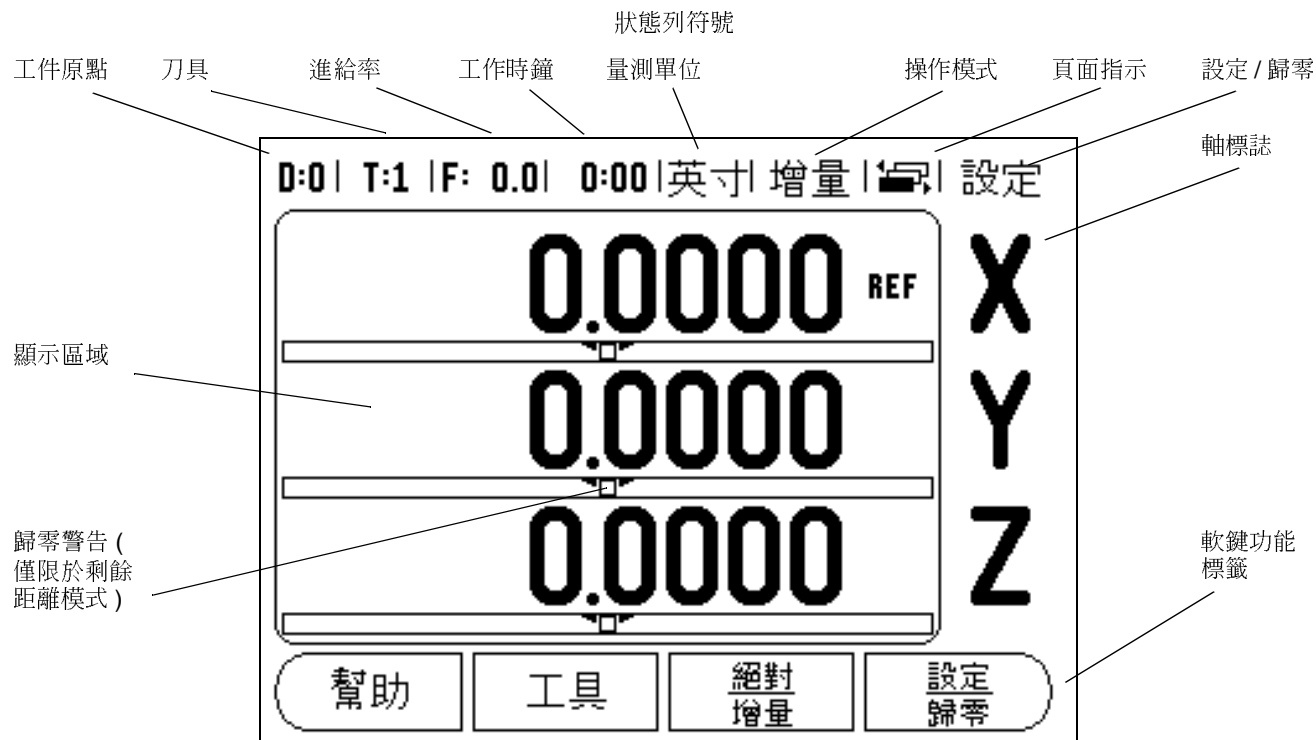 狀態列符號
工件原點 刀具 進給率 工作時鐘 量測單位 操作模式 頁面指示 設定 / 歸零
軸標誌
D:0 | T:1 | F: 0.0 | 0:00 | 英寸 | 增量 | | 設定
0.0000 REF X
顯示區域
0.0000 Y
歸零警告 (
僅限於剩餘
距離模式 )
0.0000 Z
軟鍵功能
標籤
幫助 工具 絕對 設定
增量 歸零